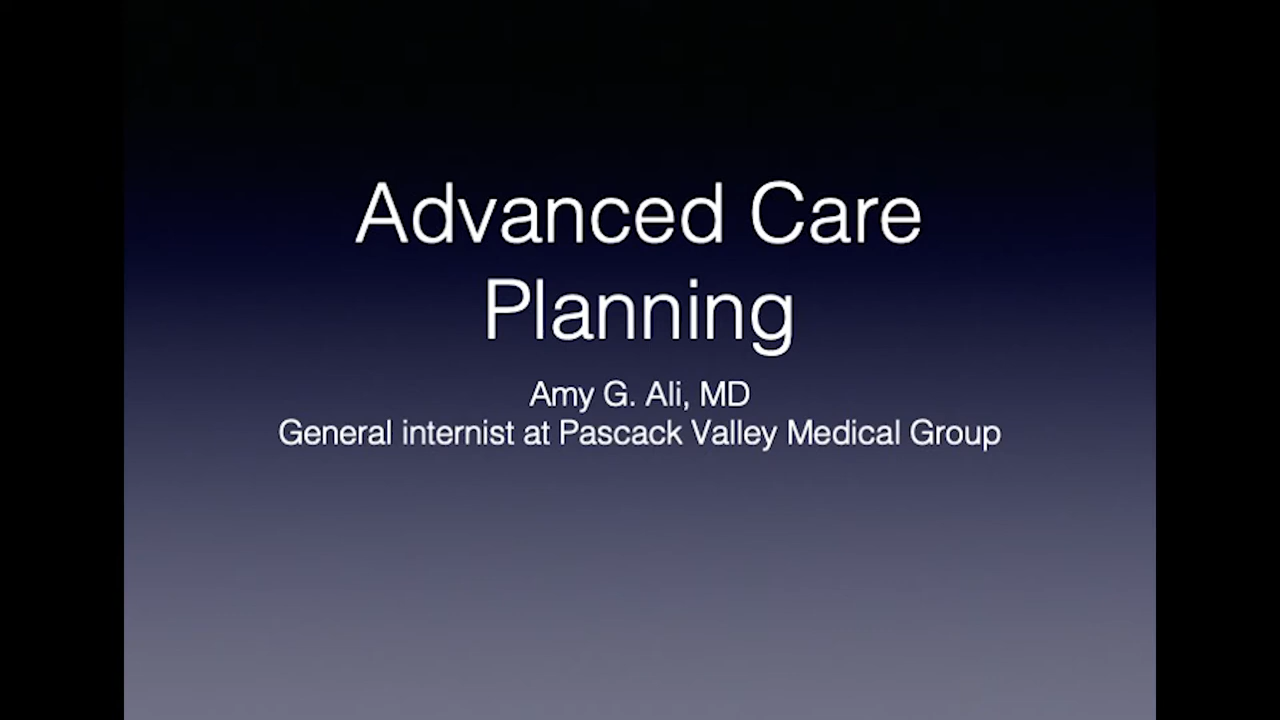 Advanced Care
Planning
Amy G. Ali, MD
General internist at Pascack Valley Medical Group